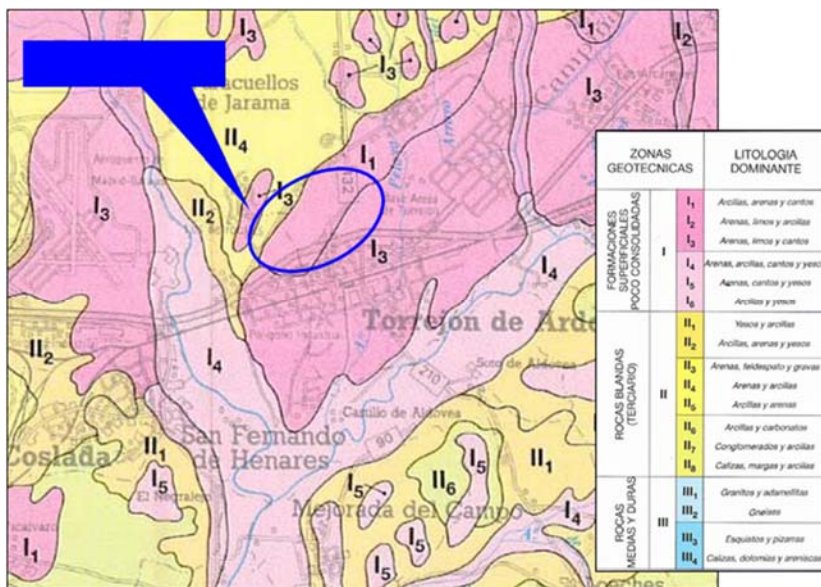 I₁
I₂
I₃
I₃
I₃
de Jarama
II₄
I₁
I₃
I₃
II₂
I₃
I₄
Torrejón de Ardo
I₄
II₂
Soto de Aldovea
210
Castillo de Aldovea
San Fernando
de Henares
90
Coslada
II₁
I₅
II₁
I₅
I₅
II₆
Mejorada del Campo
I₄
I₁
I₅
I₅
ZONAS
GEOTECNICAS
LITOLOGIA
DOMINANTE
FORMACIONES
SUPERFICIALES
POCO CONSOLIDADAS
I
I₁ Arcillas, arenas y cantos
I₂ Arenas, limos y arcillas
I₃ Arenas, limos y cantos
I₄ Arenas, arcillas, cantos y yesos
I₅ Arenas, cantos y yesos
I₆ Arcillas y yesos
ROCAS BLANDAS
(TERCIARIO)
II
II₁ Yesos y arcillas
II₂ Arcillas, arenas y yesos
II₃ Arenas, feldespato y gravas
II₄ Arenas y arcillas
II₅ Arcillas y arenas
II₆ Arcillas y carbonatos
II₇ Conglomerados y arcillas
II₈ Calizas, margas y arcillas
ROCAS
MEDIAS Y DURAS
III
III₁ Granitos y adamellitas
III₂ Gneises
III₃ Esquistos y pizarras
III₄ Calizas, dolomias y areniscas